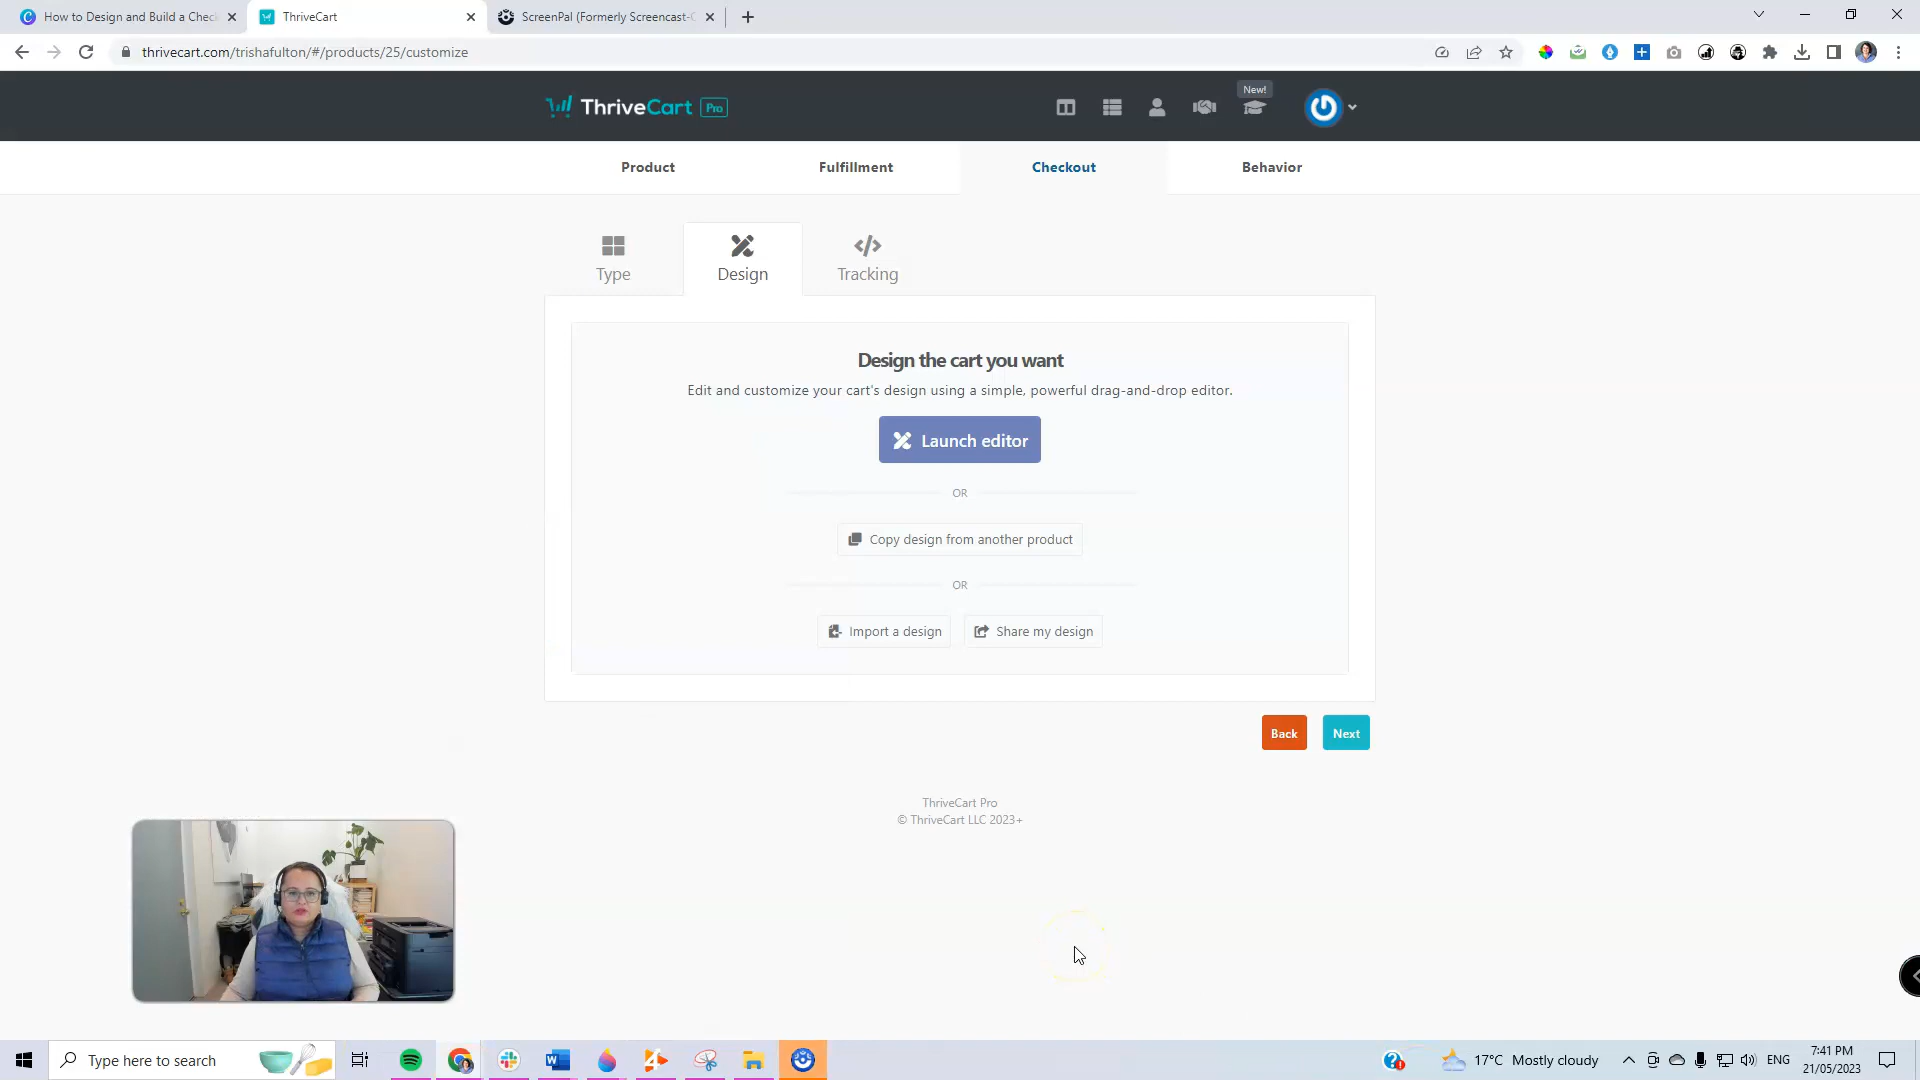 How to Design and Build a Chec
ThriveCart
ScreenPal (Formerly Screencast-O
thrivecart.com/trishafulton/#/products/25/customize
ThriveCart Pro
New!
Product
Fulfillment
Checkout
Behavior
Type
Design
Tracking
Design the cart you want
Edit and customize your cart's design using a simple, powerful drag-and-drop editor.
Launch editor
OR
Copy design from another product
OR
Import a design
Share my design
Back
Next
ThriveCart Pro
© ThriveCart LLC 2023+
Type here to search
17°C Mostly cloudy
ENG
7:41 PM
21/05/2023